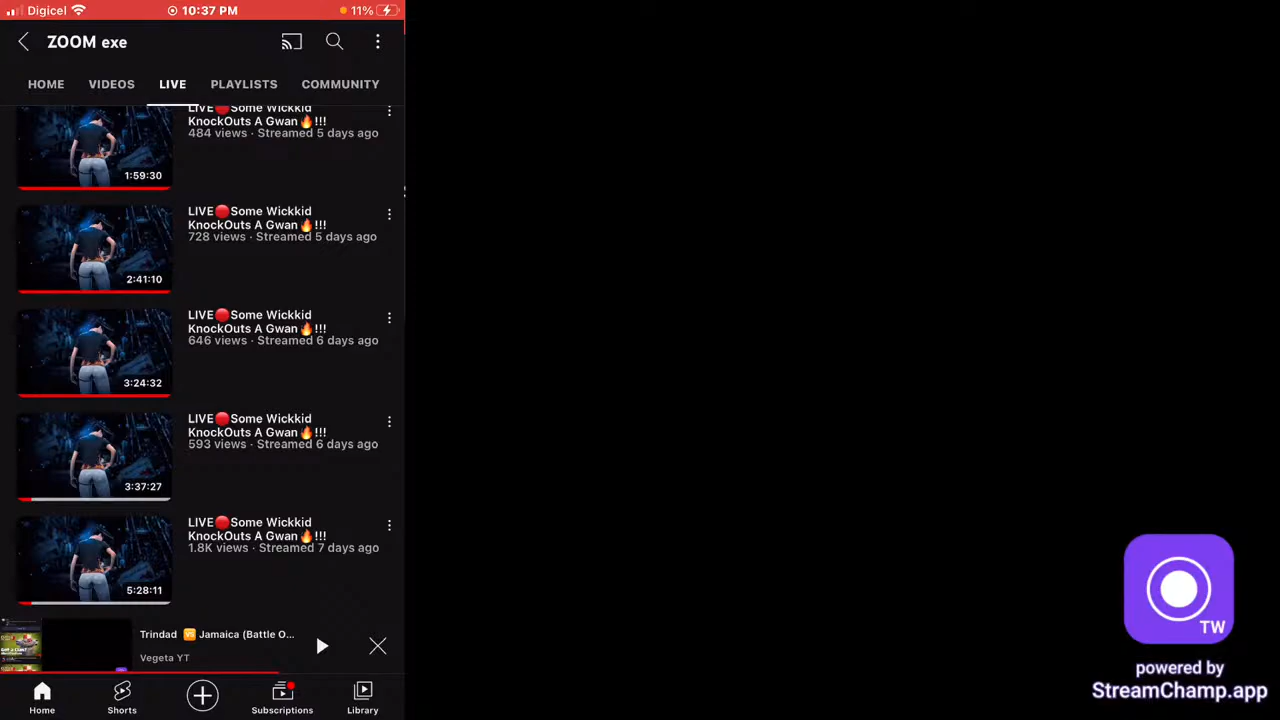 Digicel 10:37 PM 11%
ZOOM exe
HOME VIDEOS LIVE PLAYLISTS COMMUNITY
LIVE🔴Some Wickkid
KnockOuts A Gwan🔥!!!
484 views · Streamed 5 days ago
1:59:30
LIVE🔴Some Wickkid
KnockOuts A Gwan🔥!!!
728 views · Streamed 5 days ago
2:41:10
LIVE🔴Some Wickkid
KnockOuts A Gwan🔥!!!
646 views · Streamed 6 days ago
3:24:32
LIVE🔴Some Wickkid
KnockOuts A Gwan🔥!!!
593 views · Streamed 6 days ago
3:37:27
LIVE🔴Some Wickkid
KnockOuts A Gwan🔥!!!
1.8K views · Streamed 7 days ago
5:28:11
Trindad 🆚 Jamaica (Battle O...
Vegeta YT
Home Shorts Subscriptions Library
TW
powered by
StreamChamp.app